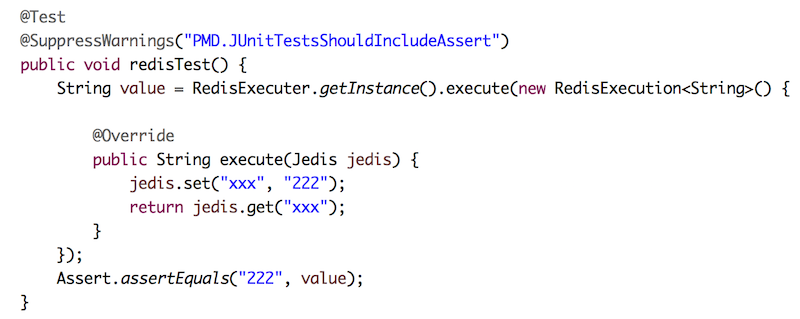 @Test
@SuppressWarnings("PMD.JUnitTestsShouldIncludeAssert")
public void redisTest() {
    String value = RedisExecuter.getInstance().execute(new RedisExecution<String>() {

        @Override
        public String execute(Jedis jedis) {
            jedis.set("xxx", "222");
            return jedis.get("xxx");
        }
    });
    Assert.assertEquals("222", value);
}